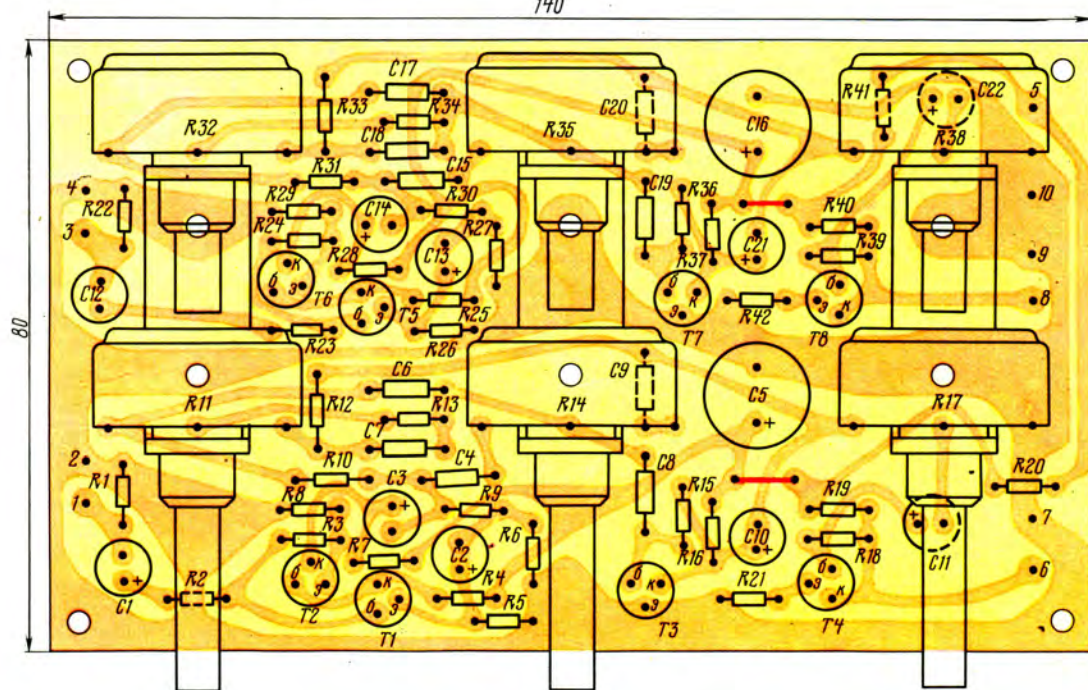 140
80
C17
R33
R34
C20
R41
C22
5
R32
C18
R35
C16
R38
R31
C15
4
R22
R29
R30
C19
R36
10
3
R24
C14
R27
R40
R28
C13
R37
C21
R39
9
C12
б
к
э
T6
к
б
э
T5
R25
б
к
э
T7
R42
б
э
к
T8
8
R23
R26
C6
C9
C5
R11
R12
R13
R14
R17
C7
2
R1
R10
C3
C4
C8
R15
R20
1
R8
R9
R19
R3
R7
C2
R6
R16
C10
R18
C11
7
C1
R2
б
к
э
T2
б
к
э
T1
R4
R5
б
к
э
T3
R21
б
э
к
T4
6
+
+
+
+
+
+
+
+
+
+
+